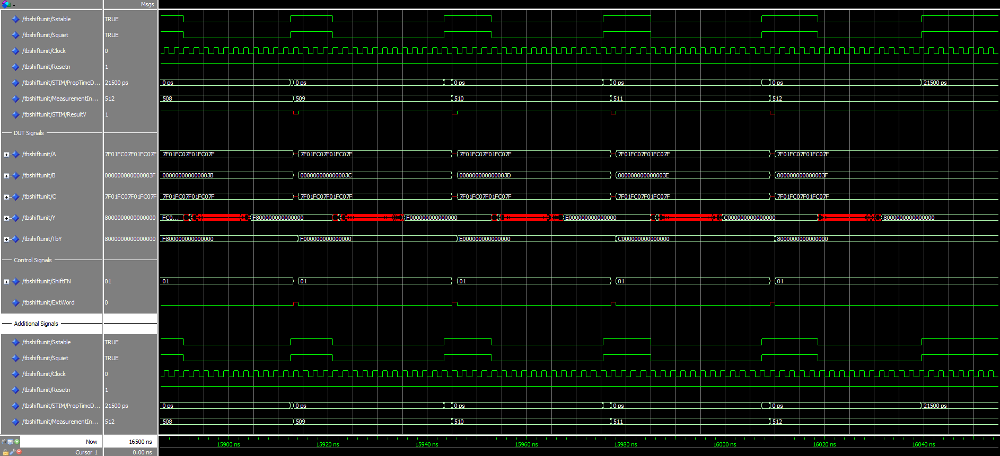 Msgs
/tbshiftunit/Sstable TRUE
/tbshiftunit/Squiet TRUE
/tbshiftunit/Clock 0
/tbshiftunit/Resetn 1
/tbshiftunit/STIM/PropTimeD... 21500 ps 0 ps 0 ps 0 ps 0 ps 0 ps 21500 ps
/tbshiftunit/MeasurementIn... 512 508 509 510 511 512
/tbshiftunit/STIM/ResultV 1
DUT Signals
/tbshiftunit/A 7F01FC07F01FC07F 7F01FC07F01FC07F 7F01FC07F01FC07F 7F01FC07F01FC07F 7F01FC07F01FC07F 7F01FC07F01FC07F
/tbshiftunit/B 000000000000003F 000000000000003B 000000000000003C 000000000000003D 000000000000003E 000000000000003F
/tbshiftunit/C 7F01FC07F01FC07F 7F01FC07F01FC07F 7F01FC07F01FC07F 7F01FC07F01FC07F 7F01FC07F01FC07F 7F01FC07F01FC07F
/tbshiftunit/Y 8000000000000000 FC0... F800000000000000 F000000000000000 E000000000000000 C000000000000000 8000000000000000
/tbshiftunit/TbY 8000000000000000 F800000000000000 F000000000000000 E000000000000000 C000000000000000 8000000000000000
Control Signals
/tbshiftunit/ShiftFN 01 01 01 01 01 01
/tbshiftunit/ExtWord 0
Additional Signals
/tbshiftunit/Sstable TRUE
/tbshiftunit/Squiet TRUE
/tbshiftunit/Clock 0
/tbshiftunit/Resetn 1
/tbshiftunit/STIM/PropTimeD... 21500 ps 0 ps 0 ps 0 ps 0 ps 0 ps 21500 ps
/tbshiftunit/MeasurementIn... 512 508 509 510 511 512
Now 16500 ns 15900 ns 15920 ns 15940 ns 15960 ns 15980 ns 16000 ns 16020 ns 16040 ns
Cursor 1 0.00 ns